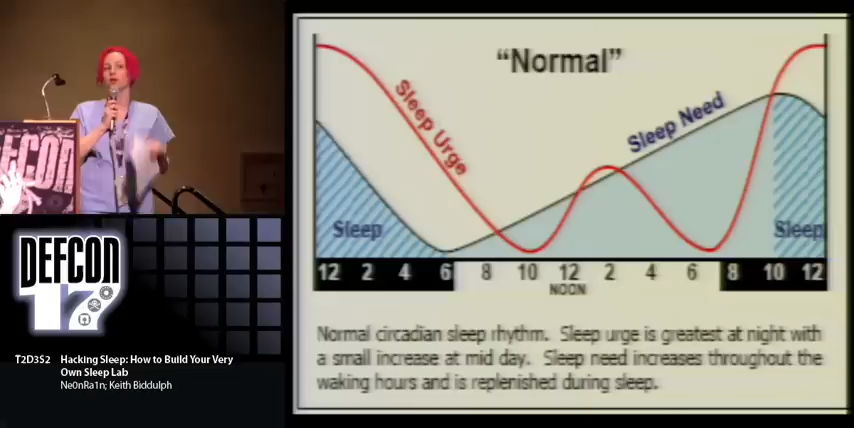 EFCON
DEFCON
17
T2D3S2 Hacking Sleep: How to Build Your Very
Own Sleep Lab
Ne0nRa1n; Keith Biddulph
“Normal”
Sleep Urge
Sleep Need
Sleep
Sleep
12 2 4 6 8 10 12 2 4 6 8 10 12
NOON
Normal circadian sleep rhythm. Sleep urge is greatest at night with
a small increase at mid day. Sleep need increases throughout the
waking hours and is replenished during sleep.